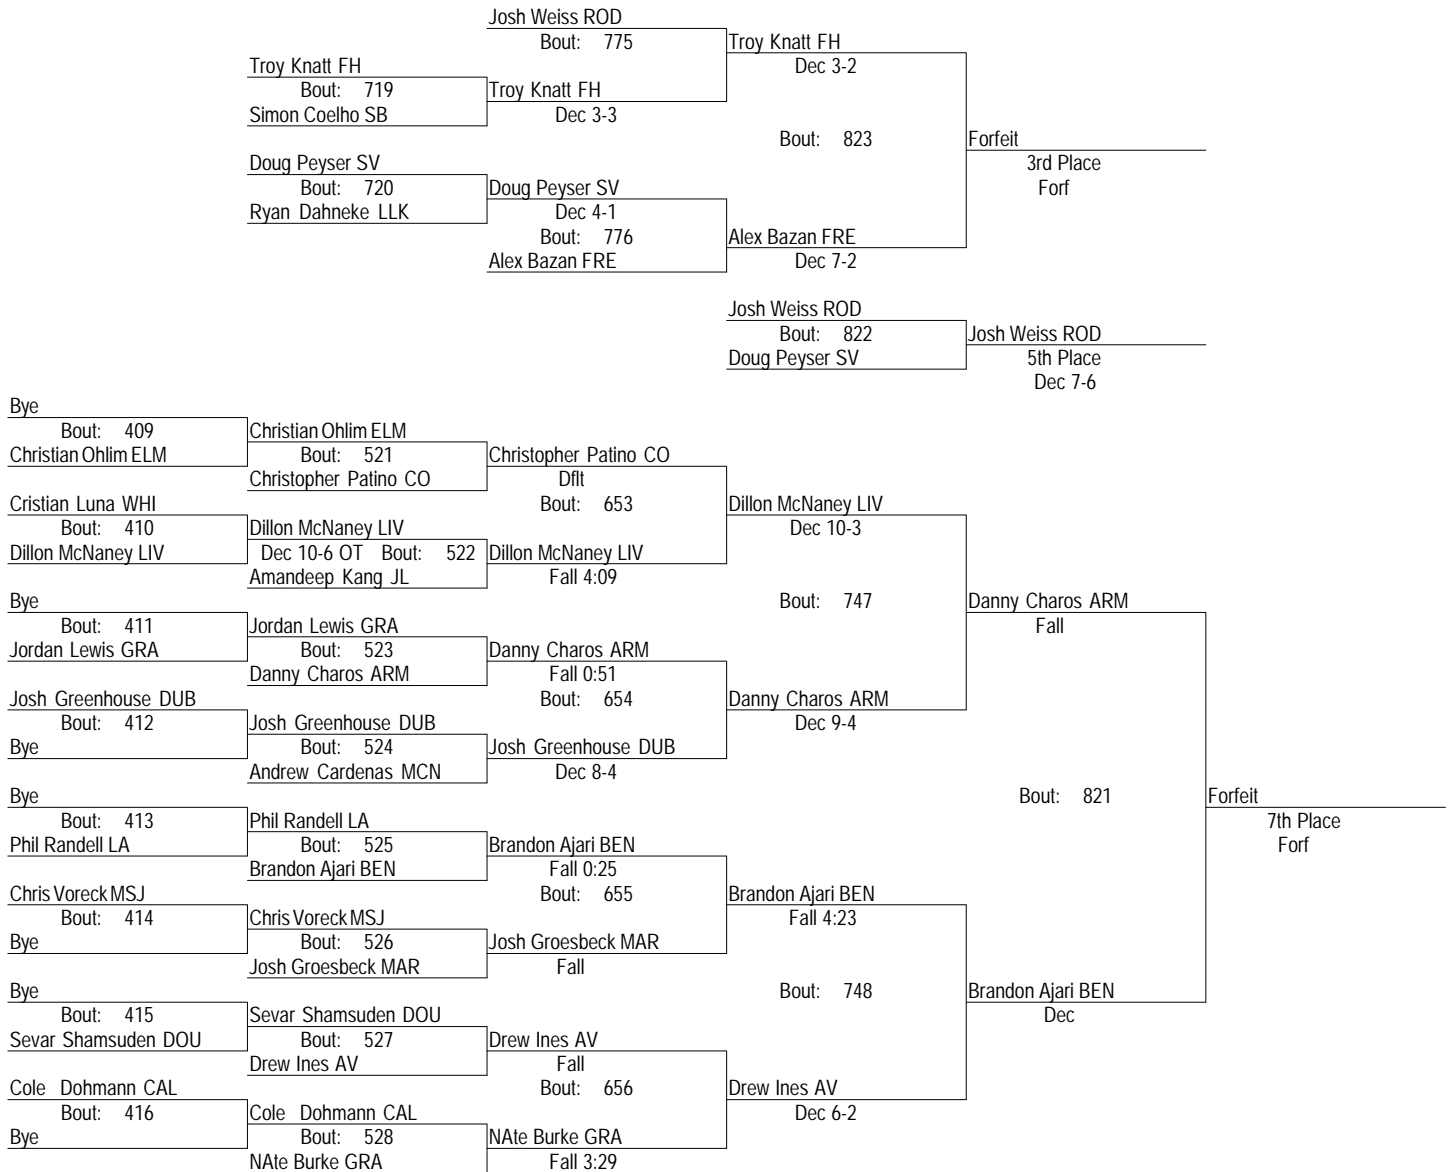 Josh Weiss ROD
Bout: 775 Troy Knatt FH
Troy Knatt FH Dec 3-2
Bout: 719 Troy Knatt FH
Simon Coelho SB Dec 3-3
Bout: 823 Forfeit
Doug Peyser SV 3rd Place
Bout: 720 Doug Peyser SV Forf
Ryan Dahneke LLK Dec 4-1
Bout: 776 Alex Bazan FRE
Alex Bazan FRE Dec 7-2
Josh Weiss ROD
Bout: 822 Josh Weiss ROD
Doug Peyser SV 5th Place
Dec 7-6
Bye
Bout: 409 Christian Ohlim ELM
Christian Ohlim ELM Bout: 521 Christopher Patino CO
Christopher Patino CO Dflt
Cristian Luna WHI Bout: 653 Dillon McNaney LIV
Bout: 410 Dillon McNaney LIV Dec 10-3
Dillon McNaney LIV Dec 10-6 OT Bout: 522 Dillon McNaney LIV
Amandeep Kang JL Fall 4:09
Bye Bout: 747 Danny Charos ARM
Bout: 411 Jordan Lewis GRA Fall
Jordan Lewis GRA Bout: 523 Danny Charos ARM
Danny Charos ARM Fall 0:51
Josh Greenhouse DUB Bout: 654 Danny Charos ARM
Bout: 412 Josh Greenhouse DUB Dec 9-4
Bye Bout: 524 Josh Greenhouse DUB
Andrew Cardenas MCN Dec 8-4
Bye Bout: 821 Forfeit
Bout: 413 Phil Randell LA 7th Place
Phil Randell LA Bout: 525 Brandon Ajari BEN Forf
Brandon Ajari BEN Fall 0:25
Chris Voreck MSJ Bout: 655 Brandon Ajari BEN
Bout: 414 Chris Voreck MSJ Fall 4:23
Bye Bout: 526 Josh Groesbeck MAR
Josh Groesbeck MAR Fall
Bye Bout: 748 Brandon Ajari BEN
Bout: 415 Sevar Shamsuden DOU Dec
Sevar Shamsuden DOU Bout: 527 Drew Ines AV
Drew Ines AV Fall
Cole Dohmann CAL Bout: 656 Drew Ines AV
Bout: 416 Cole Dohmann CAL Dec 6-2
Bye Bout: 528 NAte Burke GRA
NAte Burke GRA Fall 3:29